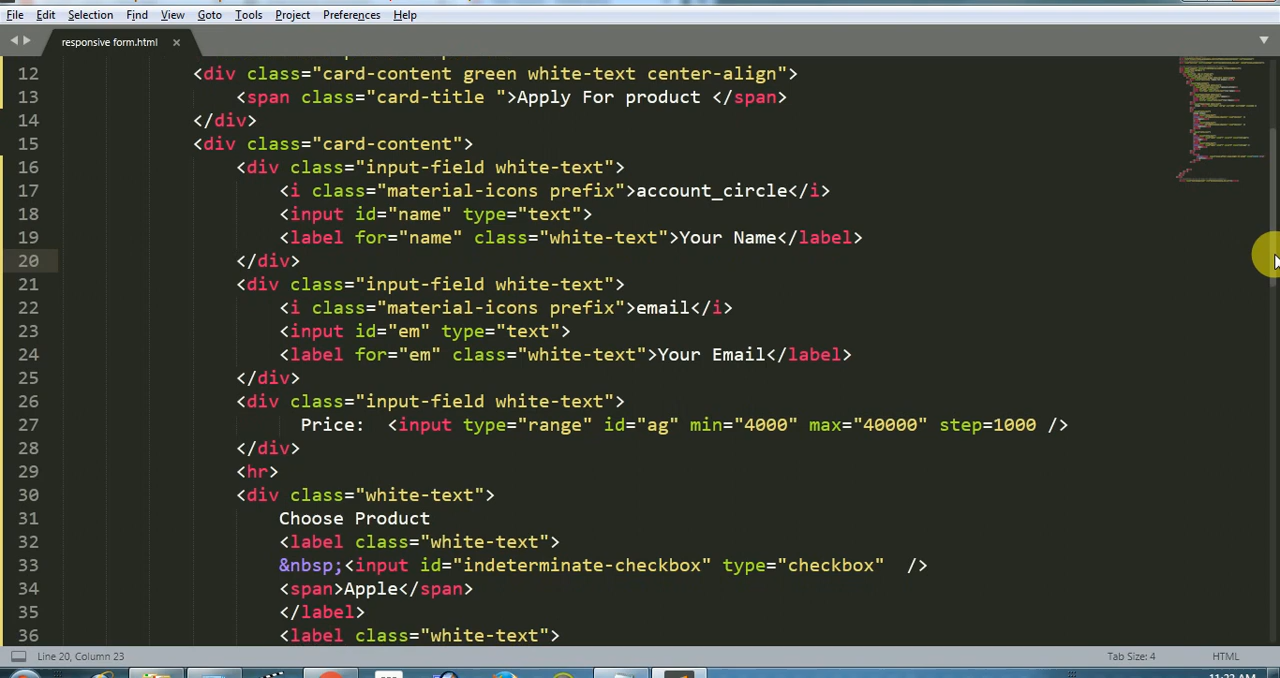 File Edit Selection Find View Goto Tools Project Preferences Help
responsive form.html ×
12 <div class="card-content green white-text center-align">
13 <span class="card-title ">Apply For product </span>
14 </div>
15 <div class="card-content">
16 <div class="input-field white-text">
17 <i class="material-icons prefix">account_circle</i>
18 <input id="name" type="text">
19 <label for="name" class="white-text">Your Name</label>
20 </div>
21 <div class="input-field white-text">
22 <i class="material-icons prefix">email</i>
23 <input id="em" type="text">
24 <label for="em" class="white-text">Your Email</label>
25 </div>
26 <div class="input-field white-text">
27 Price: <input type="range" id="ag" min="4000" max="40000" step=1000 />
28 </div>
29 <hr>
30 <div class="white-text">
31 Choose Product
32 <label class="white-text">
33 &nbsp;<input id="indeterminate-checkbox" type="checkbox" />
34 <span>Apple</span>
35 </label>
36 <label class="white-text">
Line 20, Column 23 Tab Size: 4 HTML